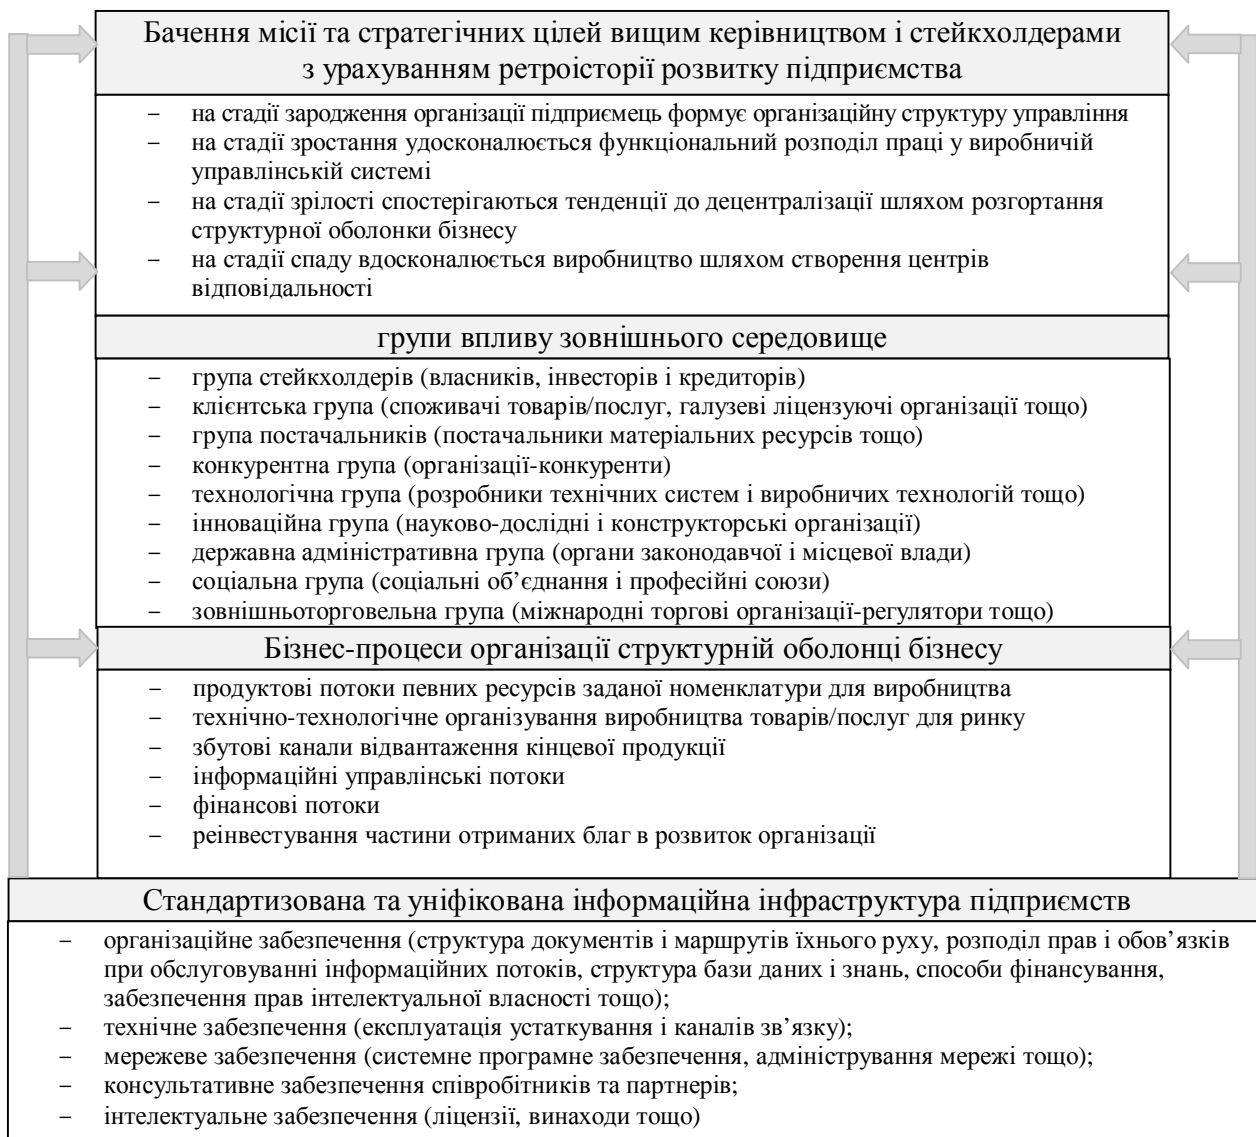 Бачення місії та стратегічних цілей вищим керівництвом і стейкхолдерами
з урахуванням ретроісторії розвитку підприємства
− на стадії зародження організації підприємець формує організаційну структуру управління
− на стадії зростання удосконалюється функціональний розподіл праці у виробничій
управлінській системі
− на стадії зрілості спостерігаються тенденції до децентралізації шляхом розгортання
структурної оболонки бізнесу
− на стадії спаду вдосконалюється виробництво шляхом створення центрів
відповідальності
групи впливу зовнішнього середовище
− група стейкхолдерів (власників, інвесторів і кредиторів)
− клієнтська група (споживачі товарів/послуг, галузеві ліцензуючі організації тощо)
− група постачальників (постачальники матеріальних ресурсів тощо)
− конкурентна група (організації-конкуренти)
− технологічна група (розробники технічних систем і виробничих технологій тощо)
− інноваційна група (науково-дослідні і конструкторські організації)
− державна адміністративна група (органи законодавчої і місцевої влади)
− соціальна група (соціальні об’єднання і професійні союзи)
− зовнішньоторговельна група (міжнародні торгові організації-регулятори тощо)
Бізнес-процеси організації структурній оболонці бізнесу
− продуктові потоки певних ресурсів заданої номенклатури для виробництва
− технічно-технологічне організування виробництва товарів/послуг для ринку
− збутові канали відвантаження кінцевої продукції
− інформаційні управлінські потоки
− фінансові потоки
− реінвестування частини отриманих благ в розвиток організації
Стандартизована та уніфікована інформаційна інфраструктура підприємств
− організаційне забезпечення (структура документів і маршрутів їхнього руху, розподіл прав і обов’язків
при обслуговуванні інформаційних потоків, структура бази даних і знань, способи фінансування,
забезпечення прав інтелектуальної власності тощо);
− технічне забезпечення (експлуатація устаткування і каналів зв’язку);
− мережеве забезпечення (системне програмне забезпечення, адміністрування мережі тощо);
− консультативне забезпечення співробітників та партнерів;
− інтелектуальне забезпечення (ліцензії, винаходи тощо)